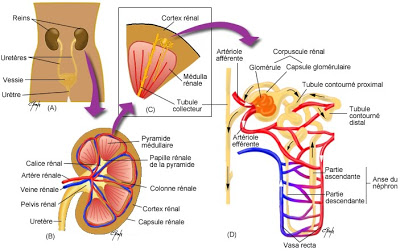 Reins
Uretères
Vessie
Urètre
(A)
Cortex rénal
Médulla
rénale
Tubule
collecteur
(C)
Pyramide
médullaire
Papille rénale
de la pyramide
Colonne rénale
Cortex rénal
Capsule rénale
Calice rénal
Artère rénale
Veine rénale
Pelvis rénal
Uretère
(B)
Corpuscule rénal
Artériole
afférente
Glomérule
Capsule glomérulaire
Tubule contourné proximal
Tubule
contourné
distal
Artériole
efférente
Partie
ascendante
Partie
descendante
Anse du
néphron
Vasa recta
(D)